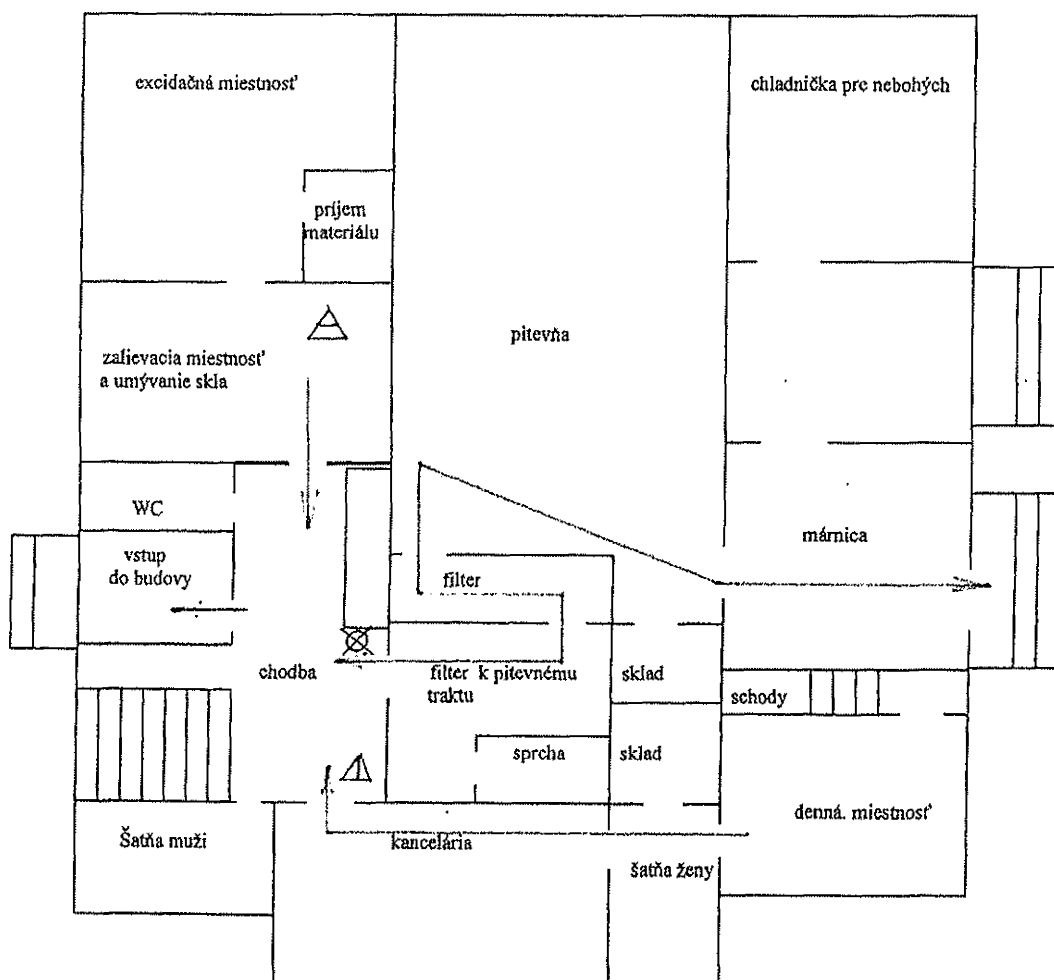 excidačná miestnosť
chladnička pre nebohých
príjem
materiálu
pitevňa
zalievacia miestnosť
a umývanie skla
WC
vstup
do budovy
márnica
filter
chodba
filter k pitevnému
traktu
sklad
schody
sprcha
sklad
denná. miestnosť
Šatňa muži
kancelária
šatňa ženy